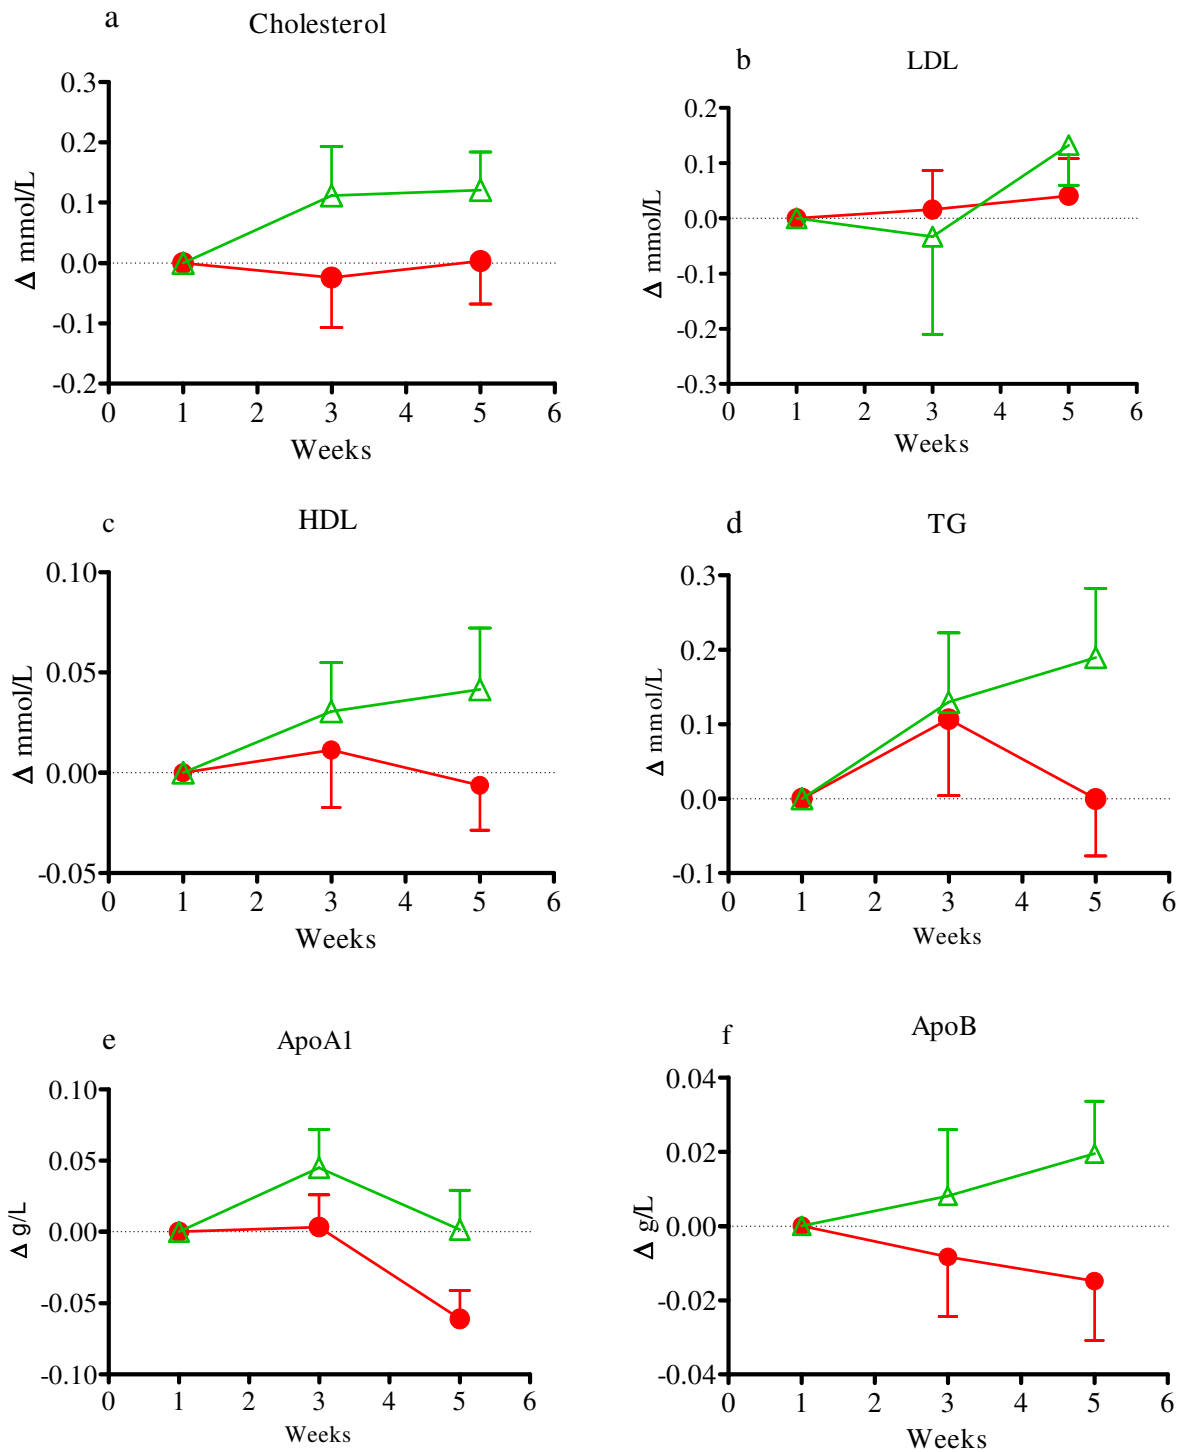 a
Cholesterol
0.3
0.2
0.1
0.0
-0.1
-0.2
Δ mmol/L
0 1 2 3 4 5 6
Weeks
b
LDL
0.2
0.1
0.0
-0.1
-0.2
-0.3
Δ mmol/L
0 1 2 3 4 5 6
Weeks
c
HDL
0.10
0.05
0.00
-0.05
Δ mmol/L
0 1 2 3 4 5 6
Weeks
d
TG
0.3
0.2
0.1
0.0
-0.1
Δ mmol/L
0 1 2 3 4 5 6
Weeks
e
ApoA1
0.10
0.05
0.00
-0.05
-0.10
Δ g/L
0 1 2 3 4 5 6
Weeks
f
ApoB
0.04
0.02
0.00
-0.02
-0.04
Δ g/L
0 1 2 3 4 5 6
Weeks